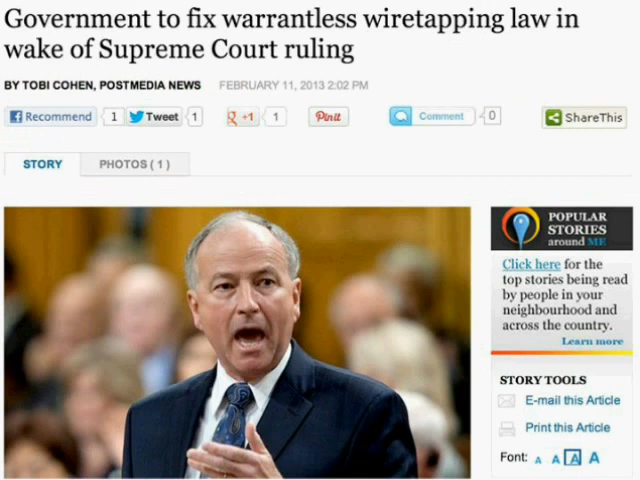 Government to fix warrantless wiretapping law in
wake of Supreme Court ruling
BY TOBI COHEN, POSTMEDIA NEWS FEBRUARY 11, 2013 2:02 PM
Recommend 1 Tweet 1 +1 1 Pinit Comment 0 ShareThis
STORY PHOTOS ( 1 )
POPULAR
STORIES
around ME
Click here for the
top stories being read
by people in your
neighbourhood and
across the country.
Learn more
STORY TOOLS
E-mail this Article
Print this Article
Font: A A A A